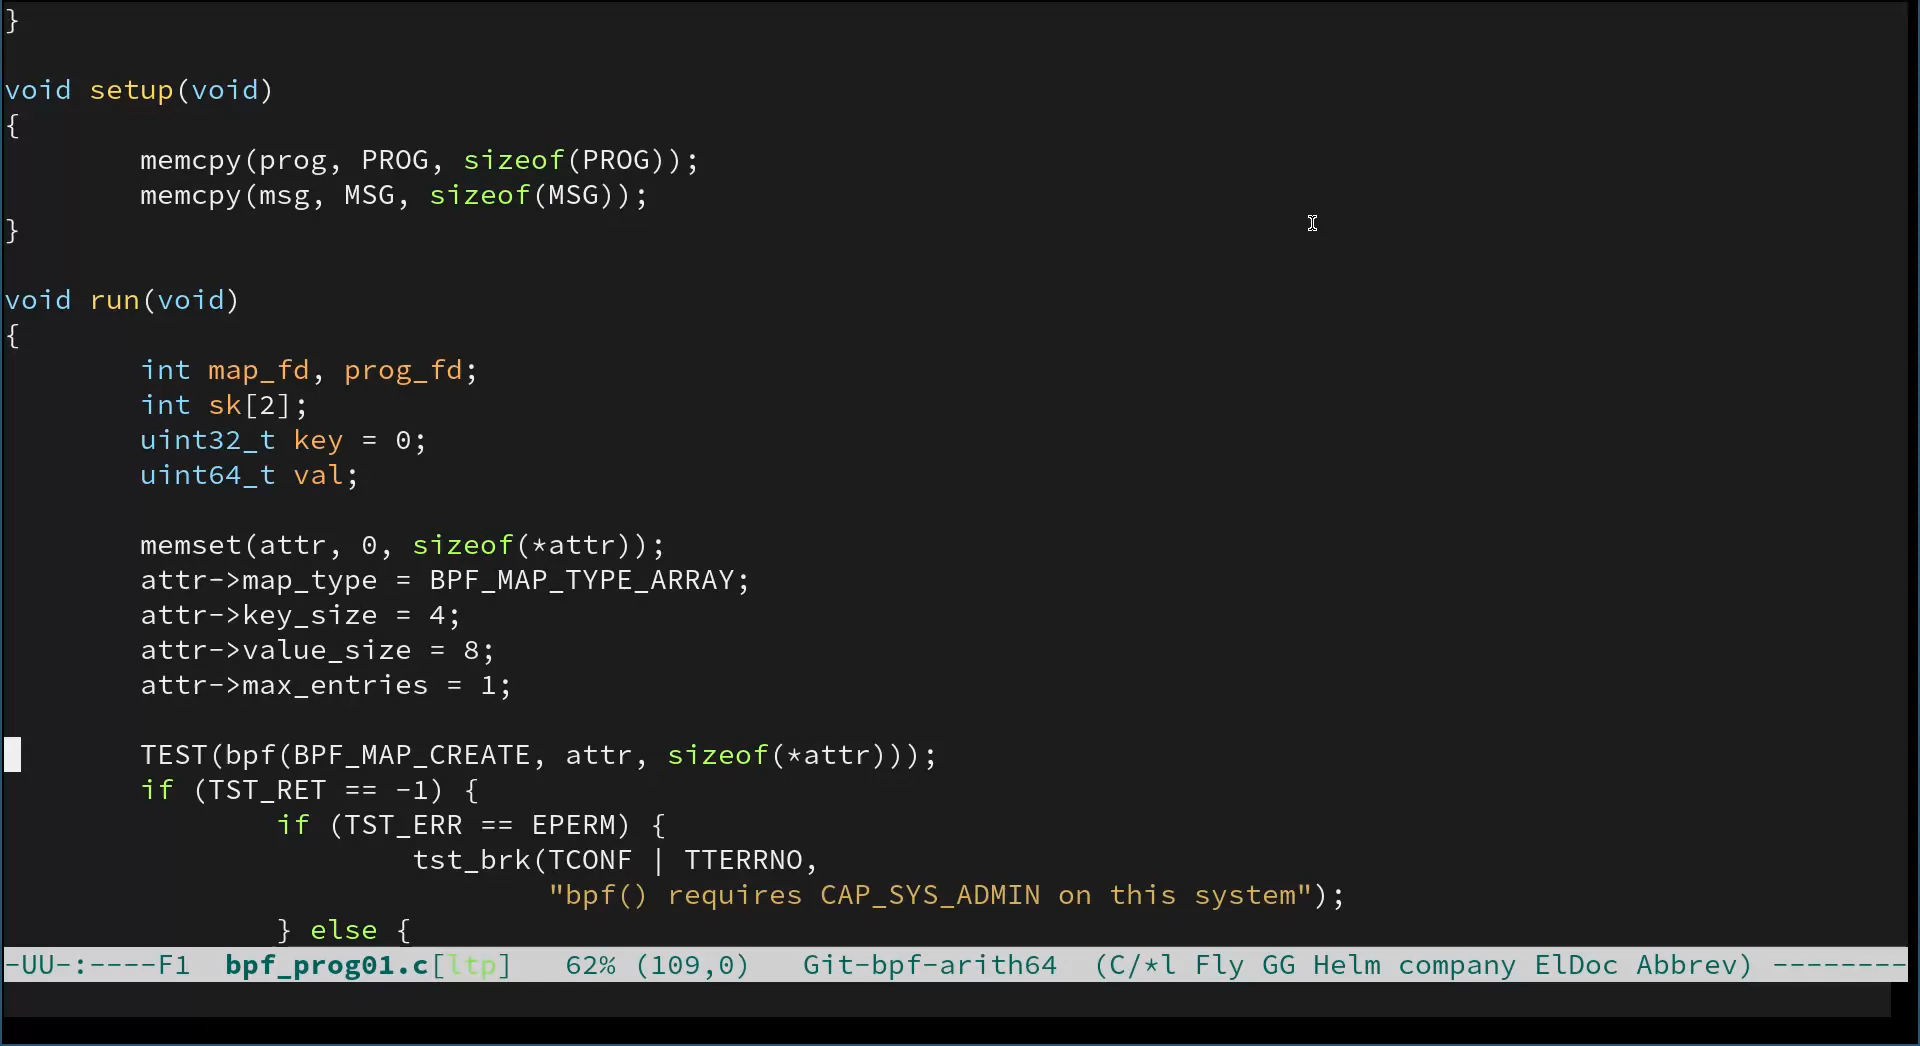 }

void setup(void)
{
        memcpy(prog, PROG, sizeof(PROG));
        memcpy(msg, MSG, sizeof(MSG));
}

void run(void)
{
        int map_fd, prog_fd;
        int sk[2];
        uint32_t key = 0;
        uint64_t val;

        memset(attr, 0, sizeof(*attr));
        attr->map_type = BPF_MAP_TYPE_ARRAY;
        attr->key_size = 4;
        attr->value_size = 8;
        attr->max_entries = 1;

        TEST(bpf(BPF_MAP_CREATE, attr, sizeof(*attr)));
        if (TST_RET == -1) {
                if (TST_ERR == EPERM) {
                        tst_brk(TCONF | TTERRNO,
                                "bpf() requires CAP_SYS_ADMIN on this system");
                } else {
-UU-:----F1  bpf_prog01.c[ltp]   62% (109,0)   Git-bpf-arith64  (C/*l Fly GG Helm company ElDoc Abbrev) --------